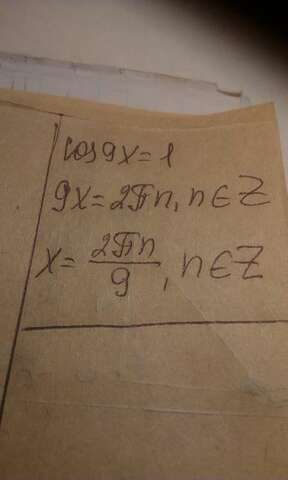 cos9x=1
9x=2πn, n∈Z
x=2πn/9, n∈Z